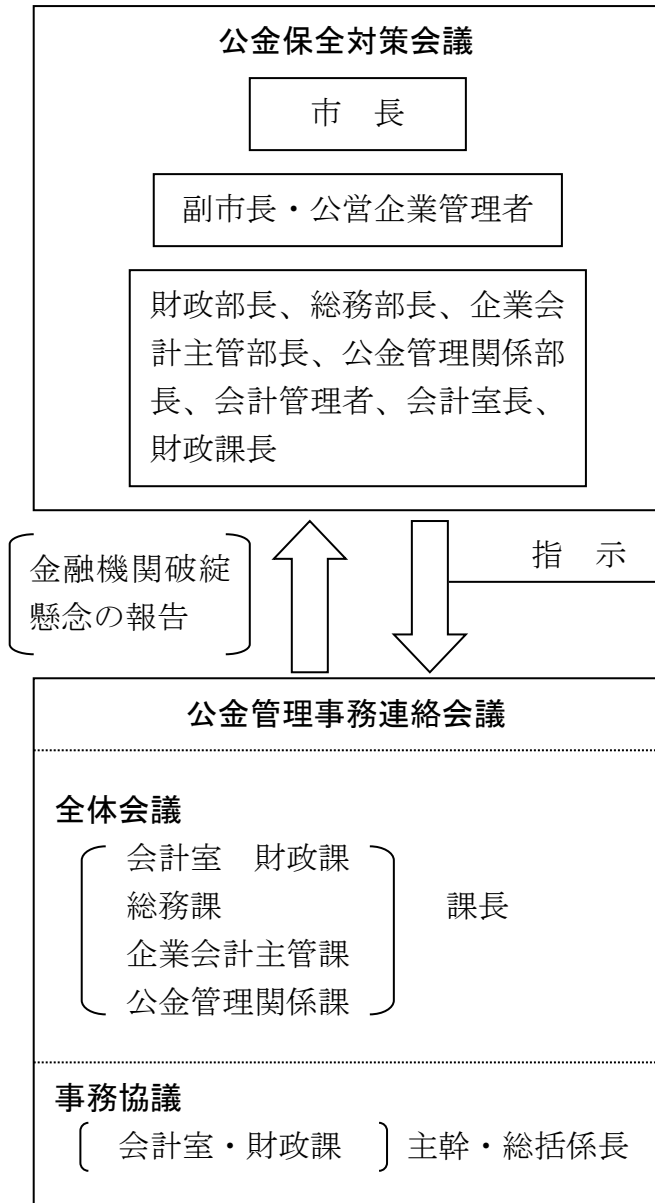 公金保全対策会議
市　長
副市長・公営企業管理者
財政部長、総務部長、企業会
計主管部長、公金管理関係部
長、会計管理者、会計室長、
財政課長
金融機関破綻
懸念の報告
指　示
公金管理事務連絡会議
全体会議
会計室　財政課
総務課
企業会計主管課
公金管理関係課
課長
事務協議
会計室・財政課
主幹・総括係長